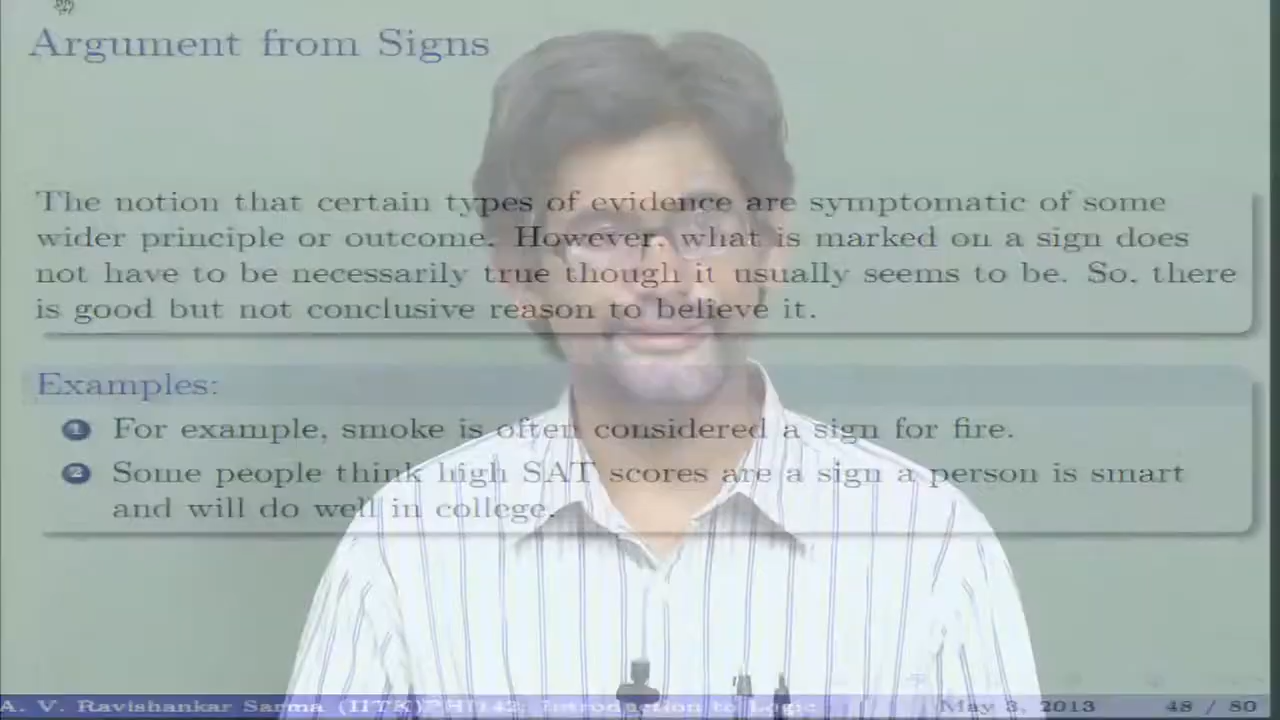 Argument from Signs
The notion that certain types of evidence are symptomatic of some
wider principle or outcome. However, what is marked on a sign does
not have to be necessarily true though it usually seems to be. So, there
is good but not conclusive reason to believe it.
Examples:
1 For example, smoke is often considered a sign for fire.
2 Some people think high SAT scores are a sign a person is smart
and will do well in college.
A. V. Ravishankar Sarma (IITK) PHI142: Introduction to Logic May 3, 2013 48 / 80